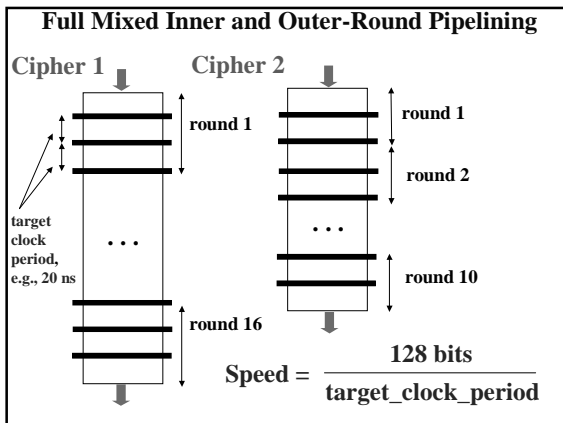 Full Mixed Inner and Outer-Round Pipelining
Cipher 1
Cipher 2
round 1
target
clock
period,
e.g., 20 ns
. . .
round 16
round 1
round 2
. . .
round 10
Speed = 128 bits
target_clock_period